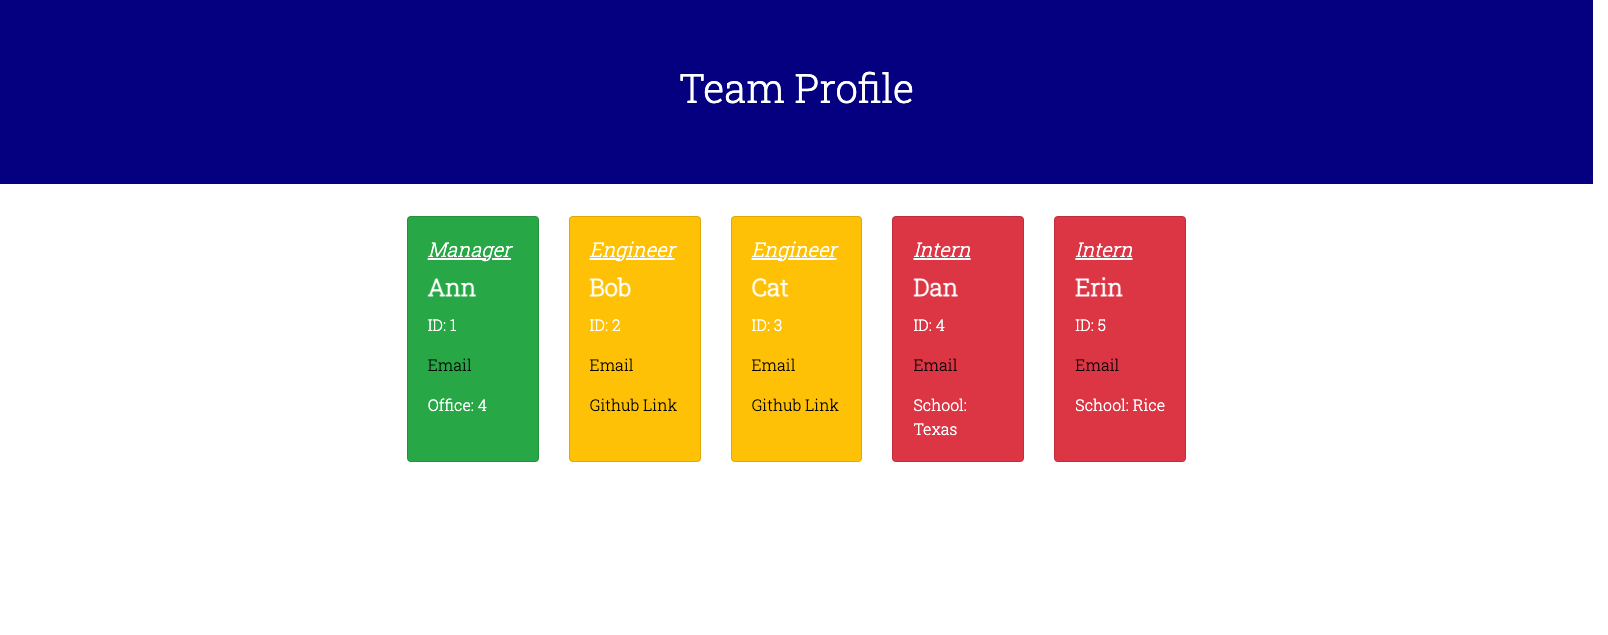 Team Profile
Manager
Ann
ID: 1
Email
Office: 4
Engineer
Bob
ID: 2
Email
Github Link
Engineer
Cat
ID: 3
Email
Github Link
Intern
Dan
ID: 4
Email
School:
Texas
Intern
Erin
ID: 5
Email
School: Rice